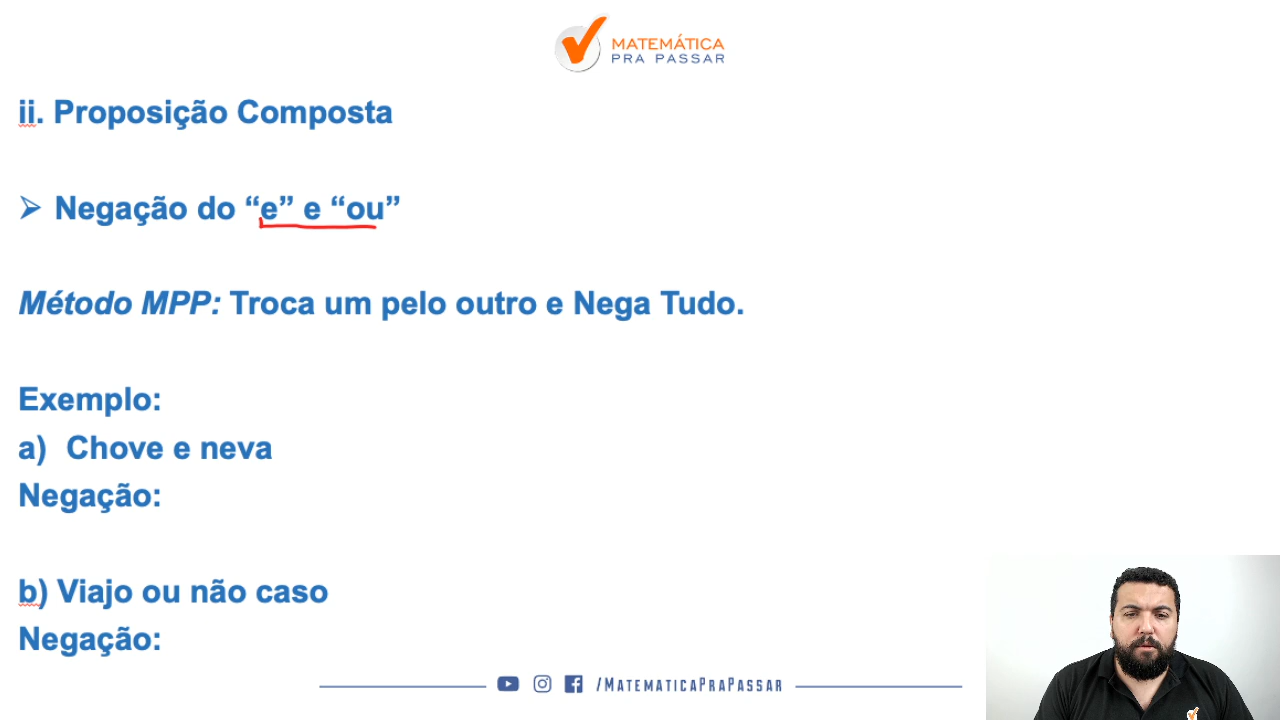 MATEMÁTICA
PRA PASSAR
ii. Proposição Composta
Negação do “e” e “ou”
Método MPP: Troca um pelo outro e Nega Tudo.
Exemplo:
a) Chove e neva
Negação:
b) Viajo ou não caso
Negação:
/MATEMATICAPRAPASSAR